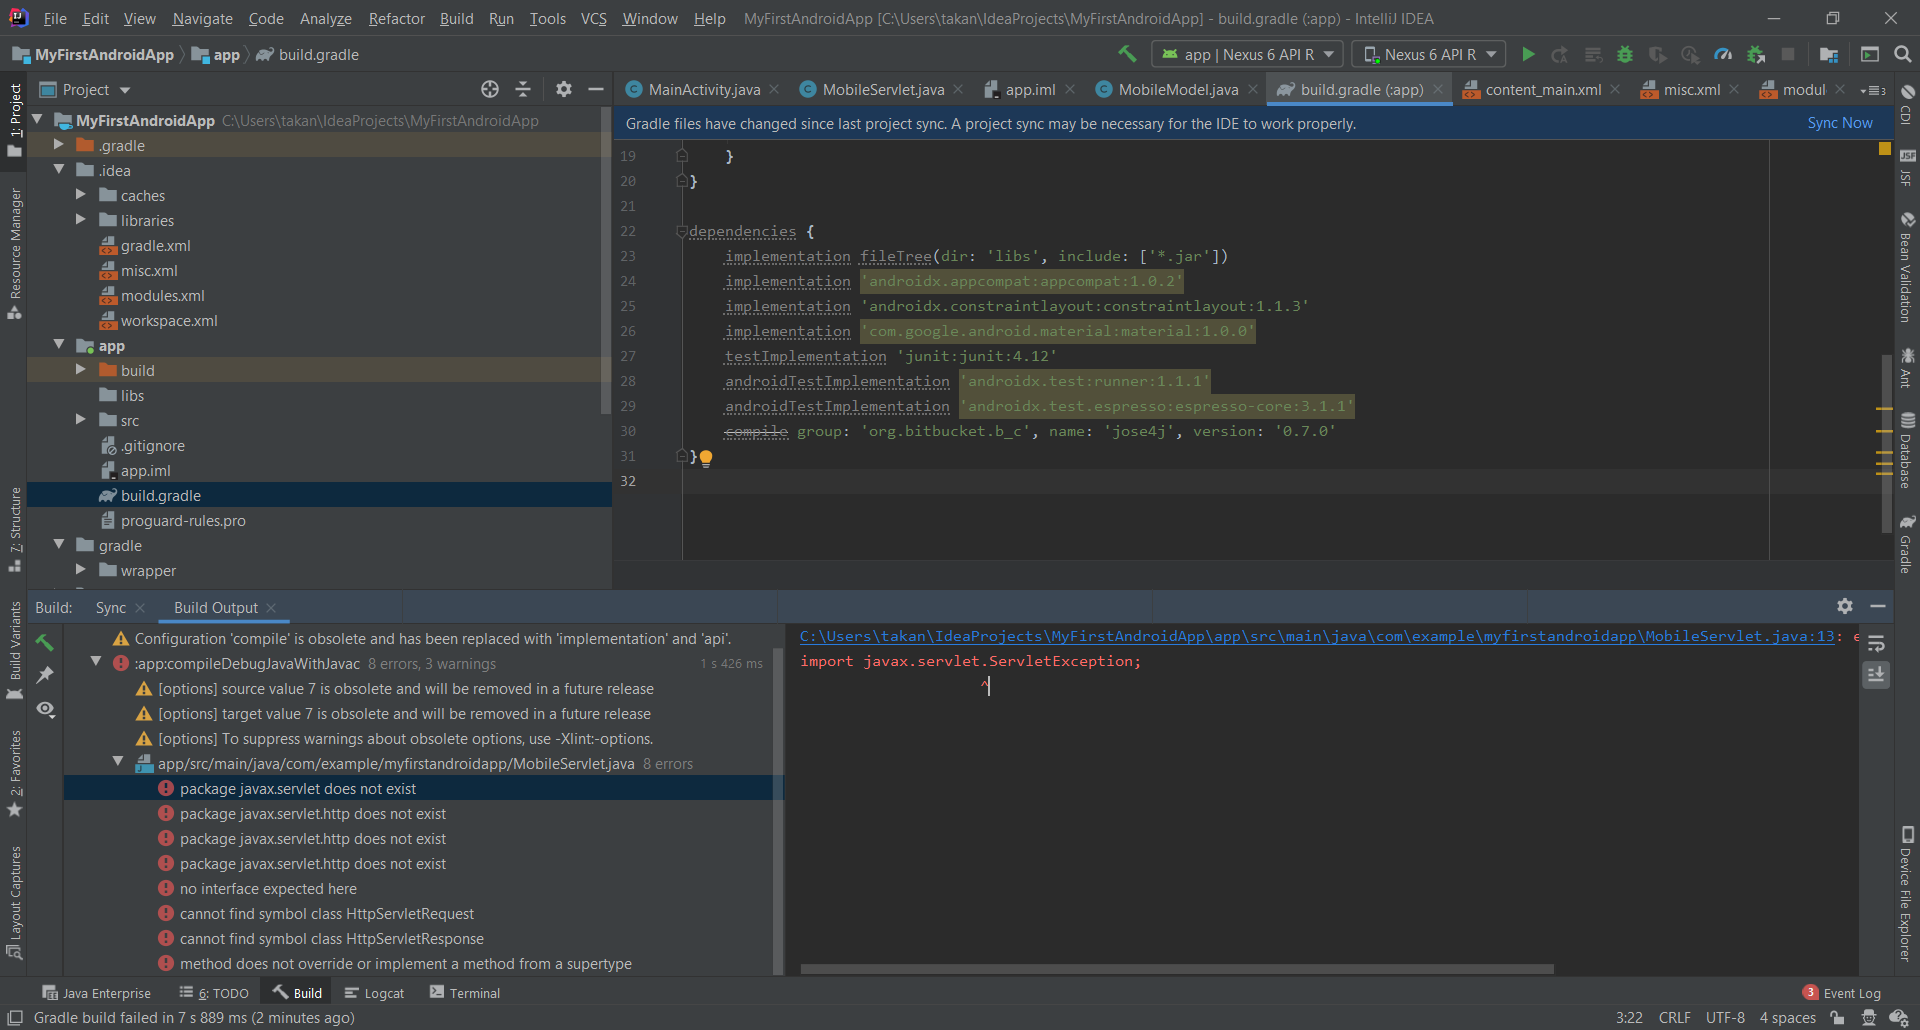 File Edit View Navigate Code Analyze Refactor Build Run Tools VCS Window Help MyFirstAndroidApp [C:\Users\takan\IdeaProjects\MyFirstAndroidApp] - build.gradle (:app) - IntelliJ IDEA
MyFirstAndroidApp app build.gradle
app | Nexus 6 API R
Nexus 6 API R
Project
MainActivity.java
MobileServlet.java
app.iml
MobileModel.java
build.gradle (:app)
content_main.xml
misc.xml
modul
3
Gradle files have changed since last project sync. A project sync may be necessary for the IDE to work properly. Sync Now
1: Project
Resource Manager
7: Structure
Build Variants
2: Favorites
Layout Captures
MyFirstAndroidApp C:\Users\takan\IdeaProjects\MyFirstAndroidApp
.gradle
.idea
caches
libraries
gradle.xml
misc.xml
modules.xml
workspace.xml
app
build
libs
src
.gitignore
app.iml
build.gradle
proguard-rules.pro
gradle
wrapper
19 }
20 }
21
22 dependencies {
23 implementation fileTree(dir: 'libs', include: ['*.jar'])
24 implementation 'androidx.appcompat:appcompat:1.0.2'
25 implementation 'androidx.constraintlayout:constraintlayout:1.1.3'
26 implementation 'com.google.android.material:material:1.0.0'
27 testImplementation 'junit:junit:4.12'
28 androidTestImplementation 'androidx.test:runner:1.1.1'
29 androidTestImplementation 'androidx.test.espresso:espresso-core:3.1.1'
30 compile group: 'org.bitbucket.b_c', name: 'jose4j', version: '0.7.0'
31 }
32
CDI
JSF
Bean Validation
Ant
Database
Gradle
Device File Explorer
Build: Sync Build Output
Configuration 'compile' is obsolete and has been replaced with 'implementation' and 'api'.
:app:compileDebugJavaWithJavac 8 errors, 3 warnings 1 s 426 ms
[options] source value 7 is obsolete and will be removed in a future release
[options] target value 7 is obsolete and will be removed in a future release
[options] To suppress warnings about obsolete options, use -Xlint:-options.
app/src/main/java/com/example/myfirstandroidapp/MobileServlet.java 8 errors
package javax.servlet does not exist
package javax.servlet.http does not exist
package javax.servlet.http does not exist
package javax.servlet.http does not exist
no interface expected here
cannot find symbol class HttpServletRequest
cannot find symbol class HttpServletResponse
method does not override or implement a method from a supertype
C:\Users\takan\IdeaProjects\MyFirstAndroidApp\app\src\main\java\com\example\myfirstandroidapp\MobileServlet.java:13: e
import javax.servlet.ServletException;
^
Java Enterprise 6: TODO Build Logcat Terminal 3 Event Log
Gradle build failed in 7 s 889 ms (2 minutes ago) 3:22 CRLF UTF-8 4 spaces